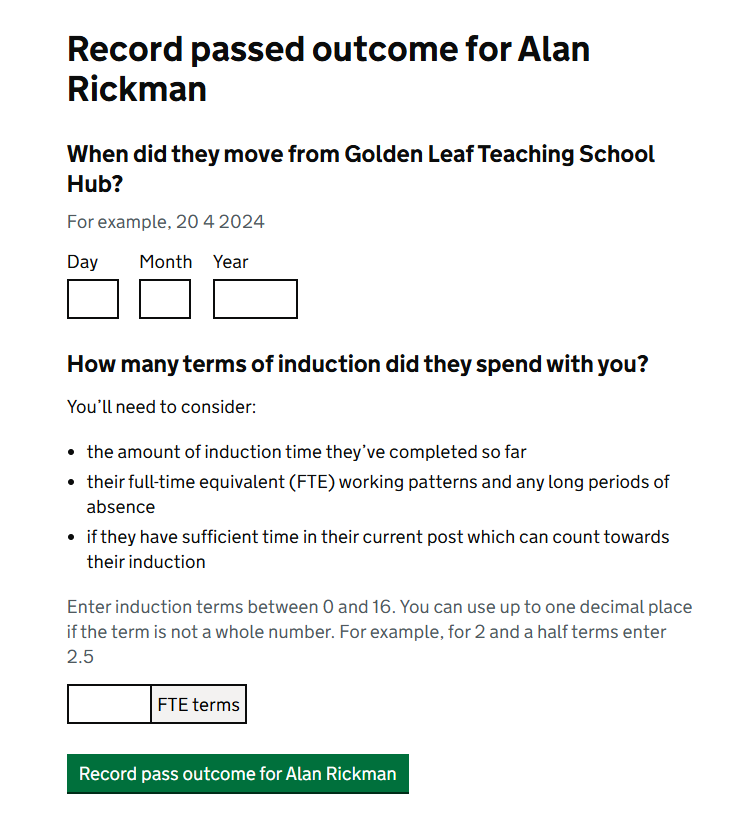 Record passed outcome for Alan
Rickman
When did they move from Golden Leaf Teaching School
Hub?
For example, 20 4 2024
Day Month Year
How many terms of induction did they spend with you?
You’ll need to consider:
• the amount of induction time they’ve completed so far
• their full-time equivalent (FTE) working patterns and any long periods of
absence
• if they have sufficient time in their current post which can count towards
their induction
Enter induction terms between 0 and 16. You can use up to one decimal place
if the term is not a whole number. For example, for 2 and a half terms enter
2.5
FTE terms
Record pass outcome for Alan Rickman